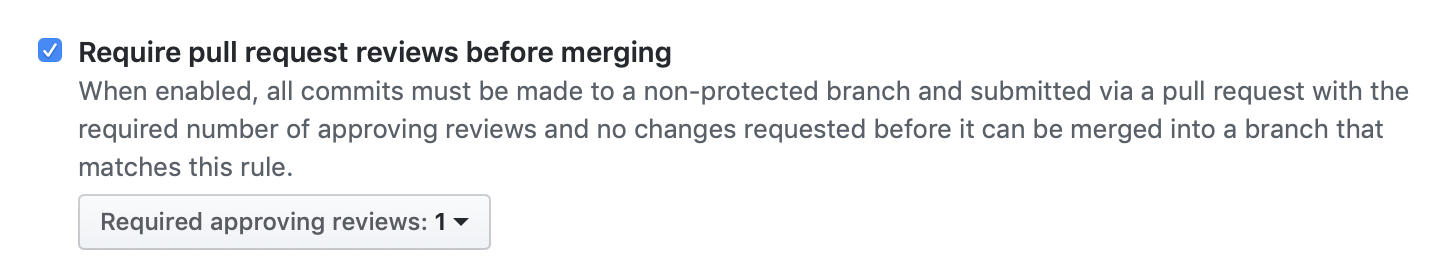 Require pull request reviews before merging
When enabled, all commits must be made to a non-protected branch and submitted via a pull request with the
required number of approving reviews and no changes requested before it can be merged into a branch that
matches this rule.
Required approving reviews: 1